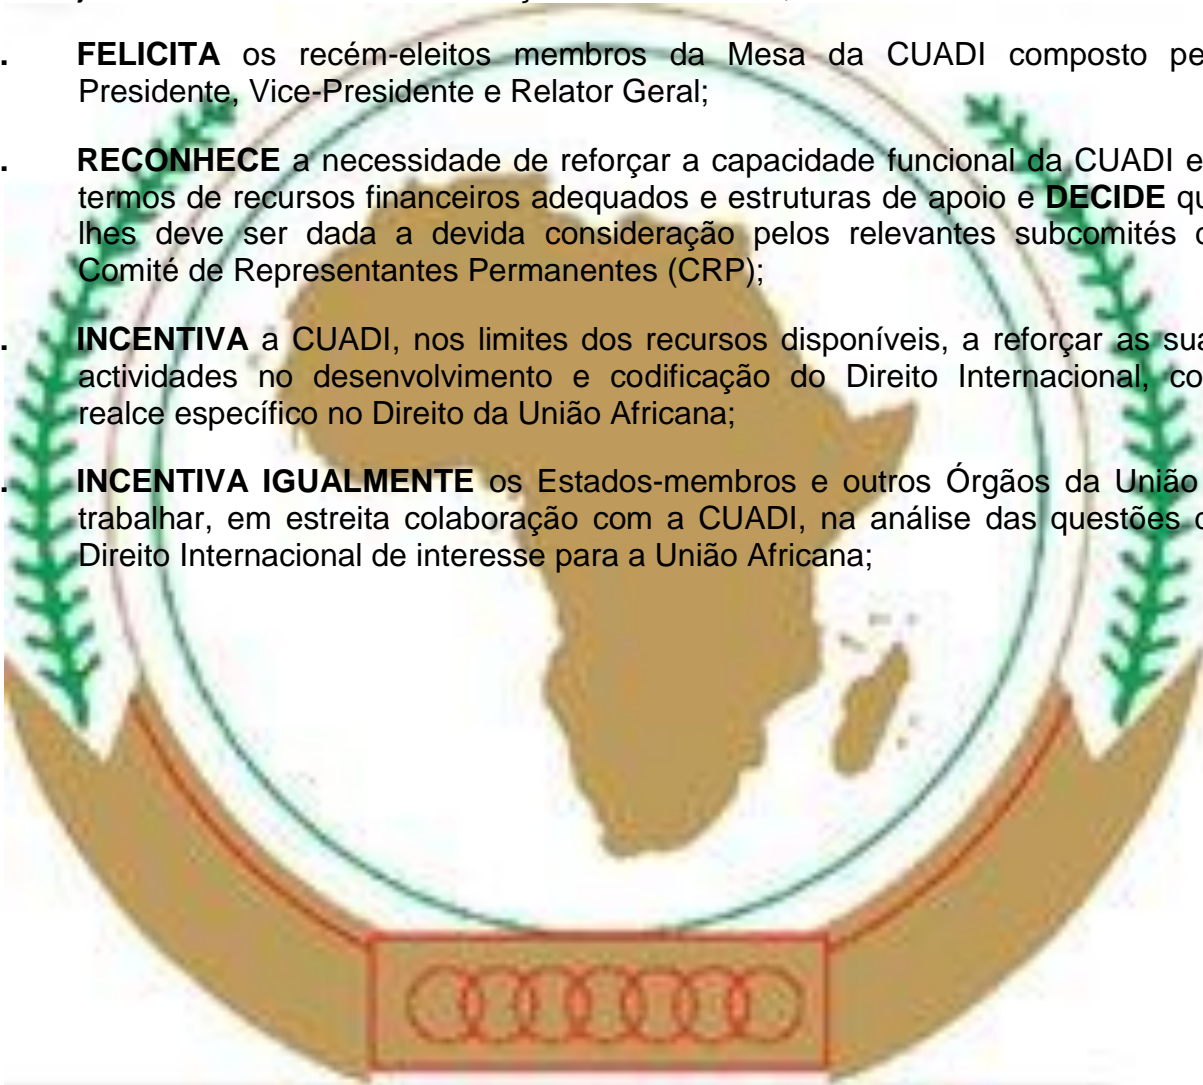 . FELICITA os recém-eleitos membros da Mesa da CUADI composto pe
Presidente, Vice-Presidente e Relator Geral;
. RECONHECE a necessidade de reforçar a capacidade funcional da CUADI e
termos de recursos financeiros adequados e estruturas de apoio e DECIDE qu
lhes deve ser dada a devida consideração pelos relevantes subcomités d
Comité de Representantes Permanentes (CRP);
. INCENTIVA a CUADI, nos limites dos recursos disponíveis, a reforçar as sua
actividades no desenvolvimento e codificação do Direito Internacional, co
realce específico no Direito da União Africana;
. INCENTIVA IGUALMENTE os Estados-membros e outros Órgãos da União
trabalhar, em estreita colaboração com a CUADI, na análise das questões d
Direito Internacional de interesse para a União Africana;